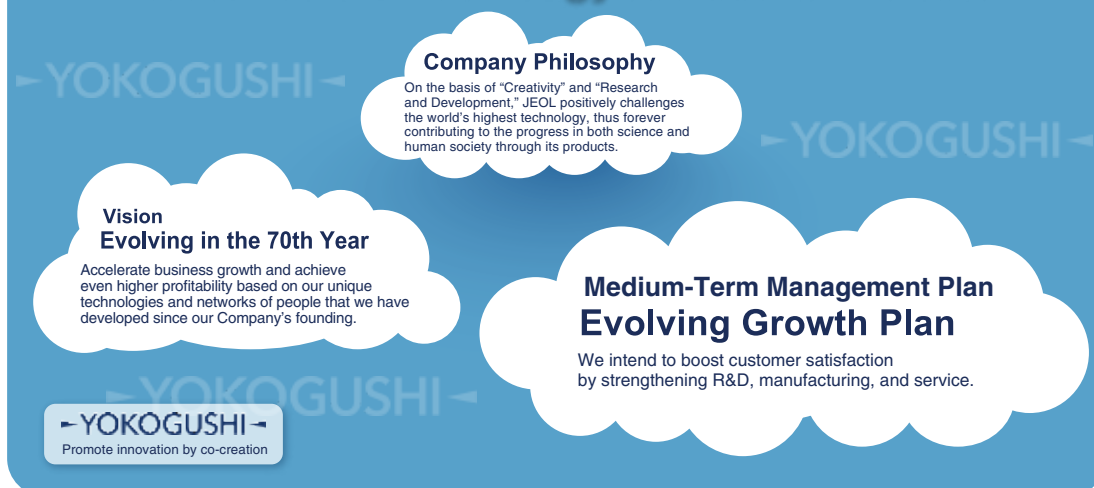 -YOKOGUSHI-
Company Philosophy
On the basis of “Creativity” and “Research
and Development,” JEOL positively challenges
the world’s highest technology, thus forever
contributing to the progress in both science and
human society through its products.
-YOKOGUSHI-
Vision
Evolving in the 70th Year
Accelerate business growth and achieve
even higher profitability based on our unique
technologies and networks of people that we have
developed since our Company’s founding.
Medium-Term Management Plan
Evolving Growth Plan
We intend to boost customer satisfaction
by strengthening R&D, manufacturing, and service.
-YOKOGUSHI-
-YOKOGUSHI-
Promote innovation by co-creation